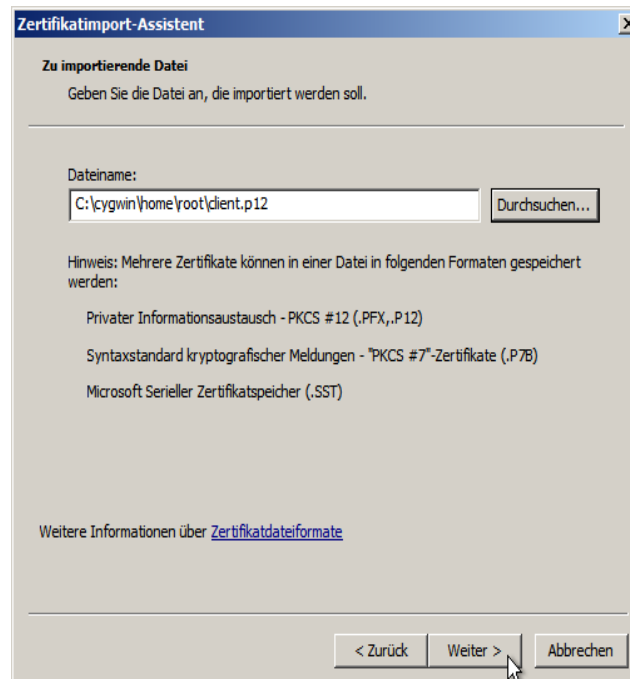 Zertifikatimport-Assistent
Zu importierende Datei
Geben Sie die Datei an, die importiert werden soll.
Dateiname:
C:\cygwin\home\root\client.p12
Durchsuchen...
Hinweis: Mehrere Zertifikate können in einer Datei in folgenden Formaten gespeichert
werden:
Privater Informationsaustausch - PKCS #12 (.PFX,.P12)
Syntaxstandard kryptografischer Meldungen - "PKCS #7"-Zertifikate (.P7B)
Microsoft Serieller Zertifikatspeicher (.SST)
Weitere Informationen über Zertifikatdateiformate
< Zurück
Weiter >
Abbrechen